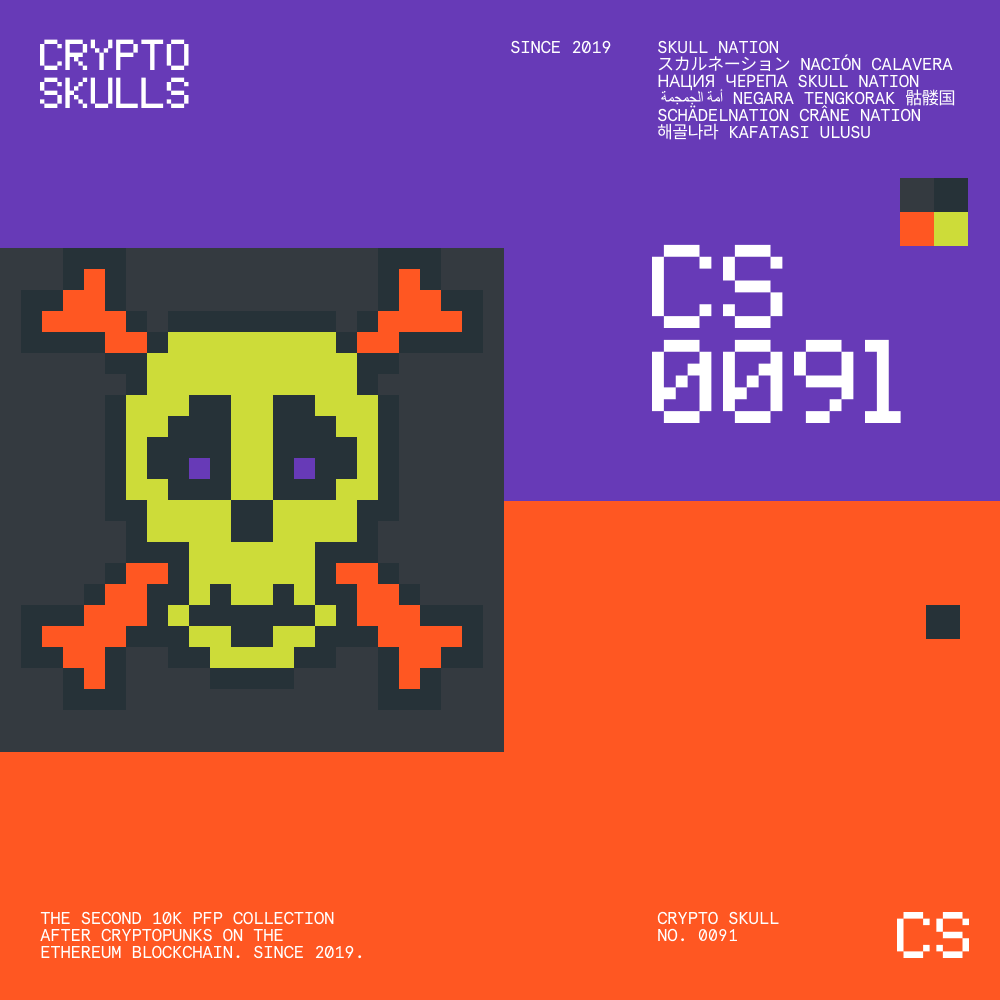 CRYPTO
SKULLS
SINCE 2019
SKULL NATION
スカルネーション NACIÓN CALAVERA
НАЦИЯ ЧЕРЕПА SKULL NATION
أمة الجمجمة NEGARA TENGKORAK 骷髅国
SCHÄDELNATION CRÂNE NATION
해골나라 KAFATASI ULUSU
CS
0091
THE SECOND 10K PFP COLLECTION
AFTER CRYPTOPUNKS ON THE
ETHEREUM BLOCKCHAIN. SINCE 2019.
CRYPTO SKULL
NO. 0091
CS